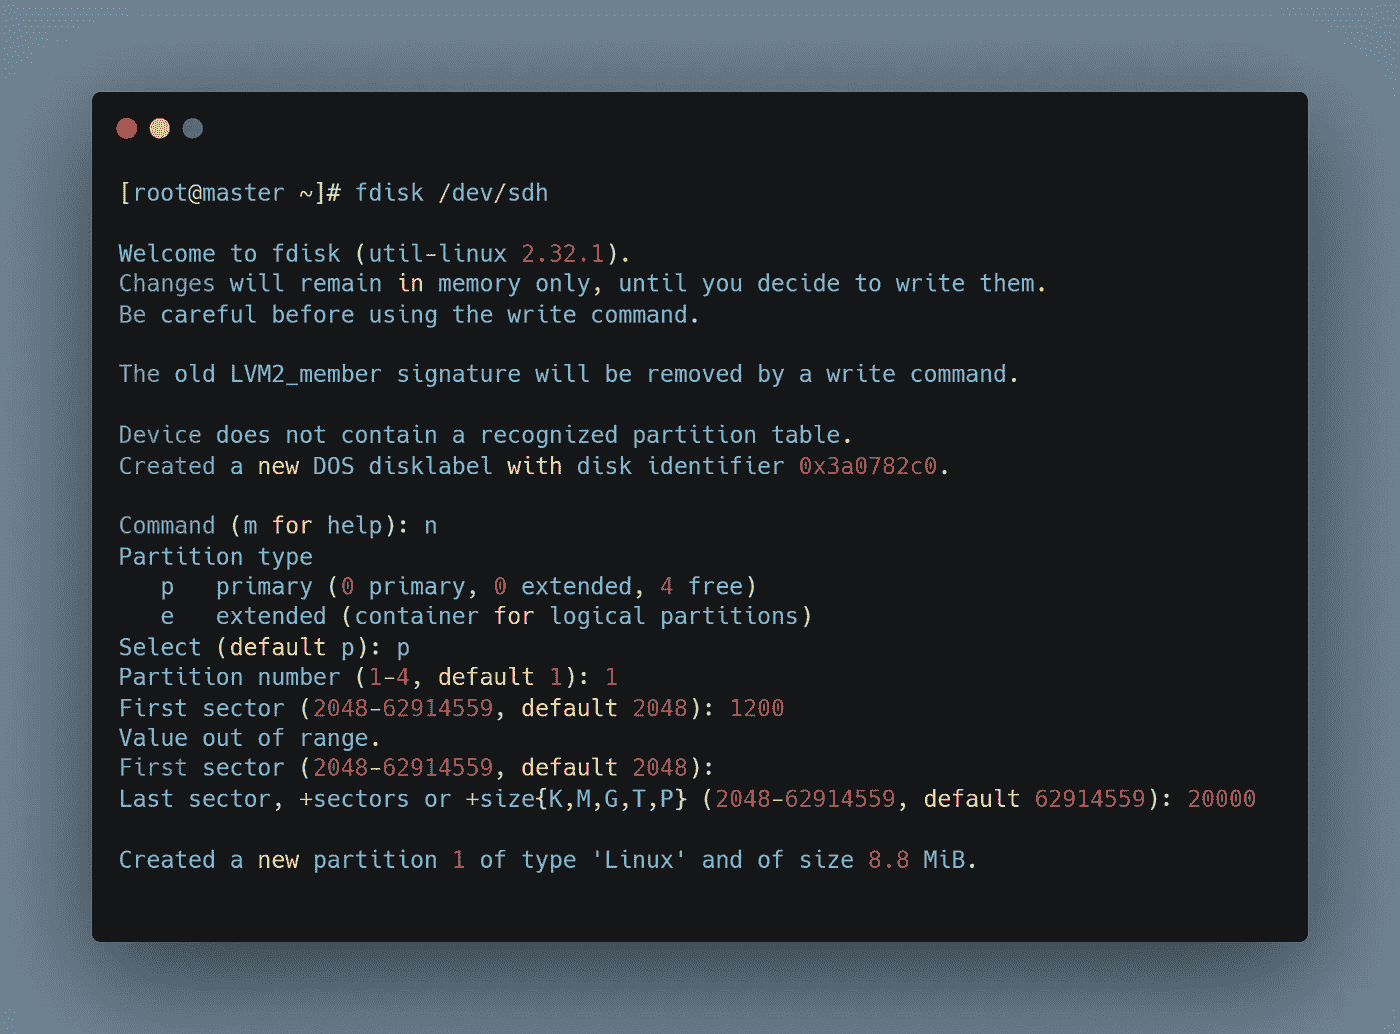 [root@master ~]# fdisk /dev/sdh
Welcome to fdisk (util-linux 2.32.1).
Changes will remain in memory only, until you decide to write them.
Be careful before using the write command.
The old LVM2_member signature will be removed by a write command.
Device does not contain a recognized partition table.
Created a new DOS disklabel with disk identifier 0x3a0782c0.
Command (m for help): n
Partition type
   p   primary (0 primary, 0 extended, 4 free)
   e   extended (container for logical partitions)
Select (default p): p
Partition number (1-4, default 1): 1
First sector (2048-62914559, default 2048): 1200
Value out of range.
First sector (2048-62914559, default 2048):
Last sector, +sectors or +size{K,M,G,T,P} (2048-62914559, default 62914559): 20000
Created a new partition 1 of type 'Linux' and of size 8.8 MiB.